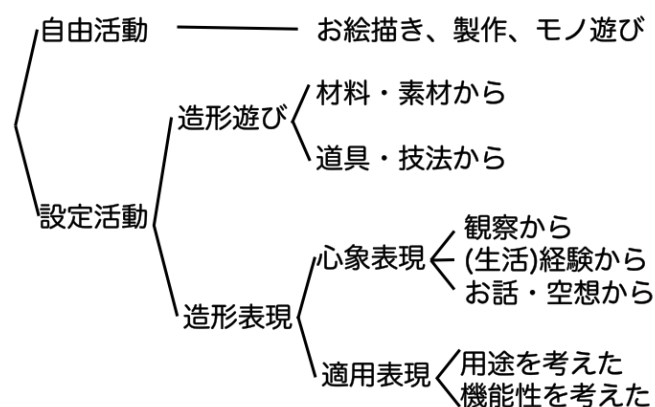 自由活動
お絵描き、製作、モノ遊び
設定活動
造形遊び
材料・素材から
道具・技法から
造形表現
心象表現
観察から
(生活)経験から
お話・空想から
適用表現
用途を考えた
機能性を考えた